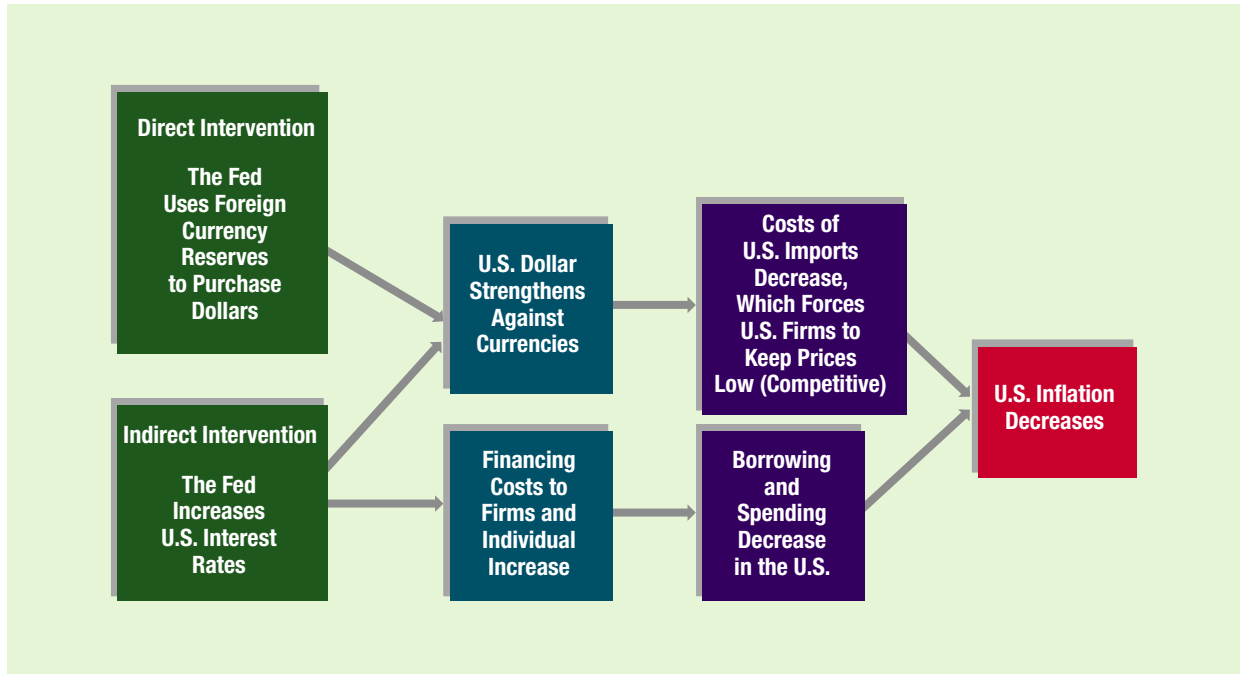 Direct Intervention
The Fed
Uses Foreign
Currency
Reserves
to Purchase
Dollars
Indirect Intervention
The Fed
Increases
U.S. Interest
Rates
U.S. Dollar
Strengthens
Against
Currencies
Financing
Costs to
Firms and
Individual
Increase
Costs of
U.S. Imports
Decrease,
Which Forces
U.S. Firms to
Keep Prices
Low (Competitive)
Borrowing
and
Spending
Decrease
in the U.S.
U.S. Inflation
Decreases